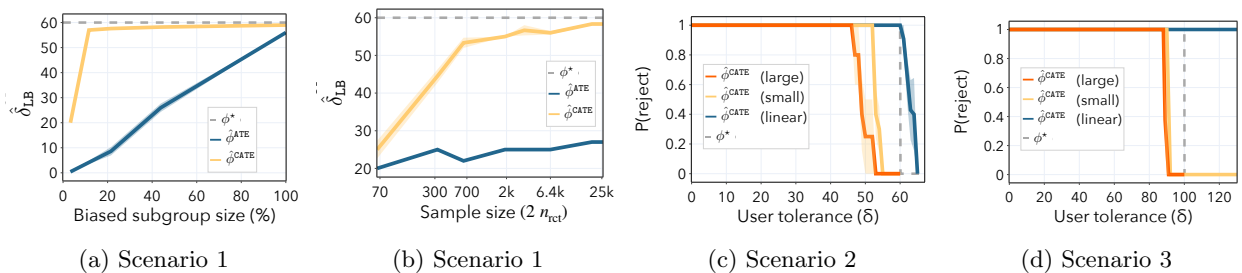 60
50
40
30
20
10
0
δ̂_LB
0 20 40 60 80 100
Biased subgroup size (%)
ϕ*
ϕ̂^ATE
ϕ̂^CATE
(a) Scenario 1
60
50
40
30
20
δ̂_LB
70 300 700 2k 6.4k 25k
Sample size (2 n_rct)
ϕ*
ϕ̂^ATE
ϕ̂^CATE
(b) Scenario 1
1
0.8
0.6
0.4
0.2
0
P(reject)
0 10 20 30 40 50 60
User tolerance (δ)
ϕ̂^CATE (large)
ϕ̂^CATE (small)
ϕ̂^CATE (linear)
ϕ*
(c) Scenario 2
1
0.8
0.6
0.4
0.2
0
P(reject)
0 20 40 60 80 100 120
User tolerance (δ)
ϕ̂^CATE (large)
ϕ̂^CATE (small)
ϕ̂^CATE (linear)
ϕ*
(d) Scenario 3